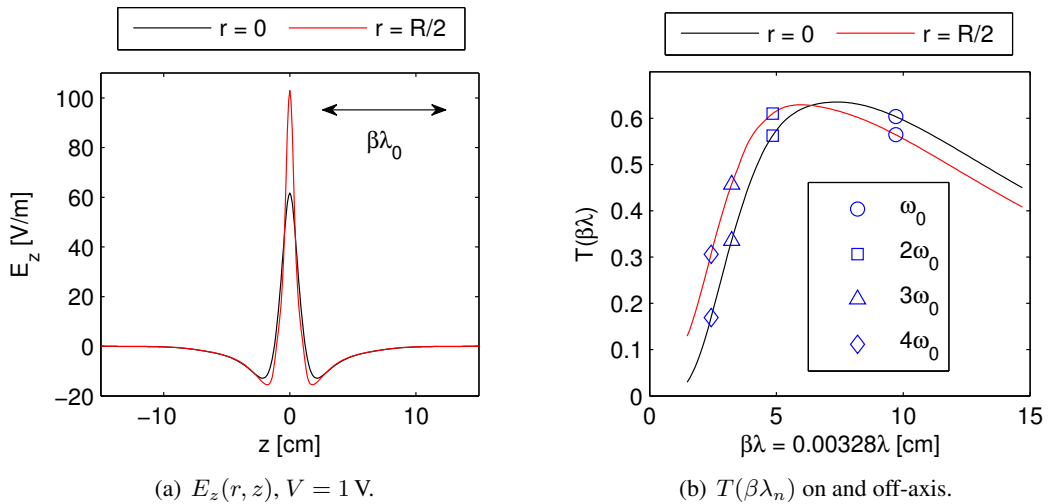 r = 0
r = R/2
100
80
60
40
20
0
−20
E_z [V/m]
βλ_0
−10
0
10
z [cm]
(a) E_z(r, z), V = 1 V.
r = 0
r = R/2
0.6
0.5
0.4
0.3
0.2
0.1
0
T(βλ)
ω_0
2ω_0
3ω_0
4ω_0
0
5
10
15
βλ = 0.00328λ [cm]
(b) T(βλ_n) on and off-axis.